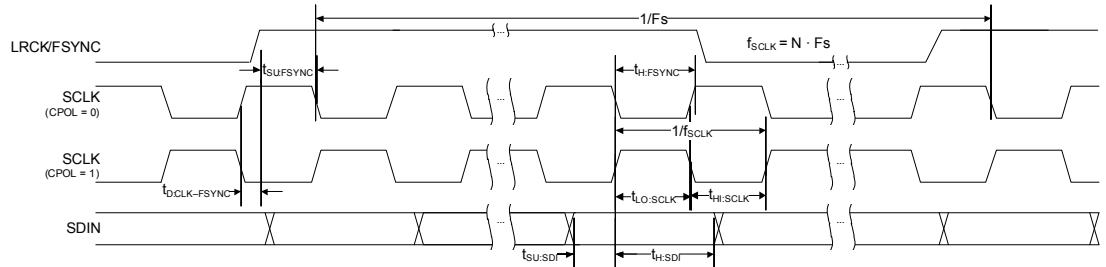 1/Fs
LRCK/FSYNC
...
fSCLK = N · Fs
...
tSU:FSYNC
tH:FSYNC
SCLK
(CPOL = 0)
...
...
1/fSCLK
SCLK
(CPOL = 1)
...
...
tD:CLK–FSYNC
tLO:SCLK
tHI:SCLK
SDIN
...
...
tSU:SDI
tH:SDI